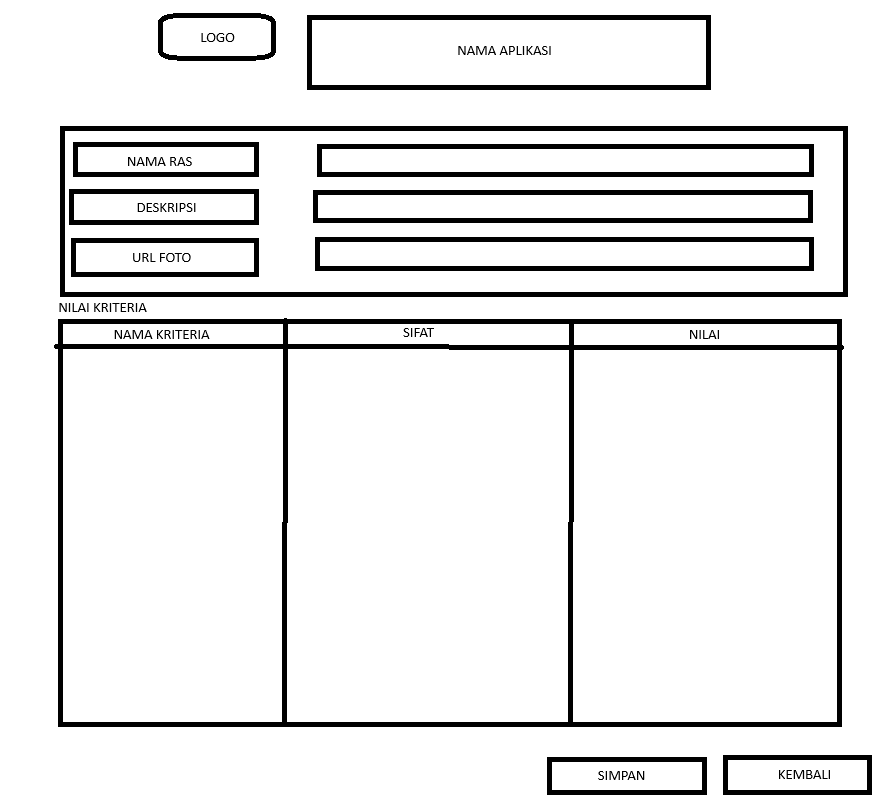 LOGO
NAMA APLIKASI
NAMA RAS
DESKRIPSI
URL FOTO
NILAI KRITERIA
NAMA KRITERIA
SIFAT
NILAI
SIMPAN
KEMBALI